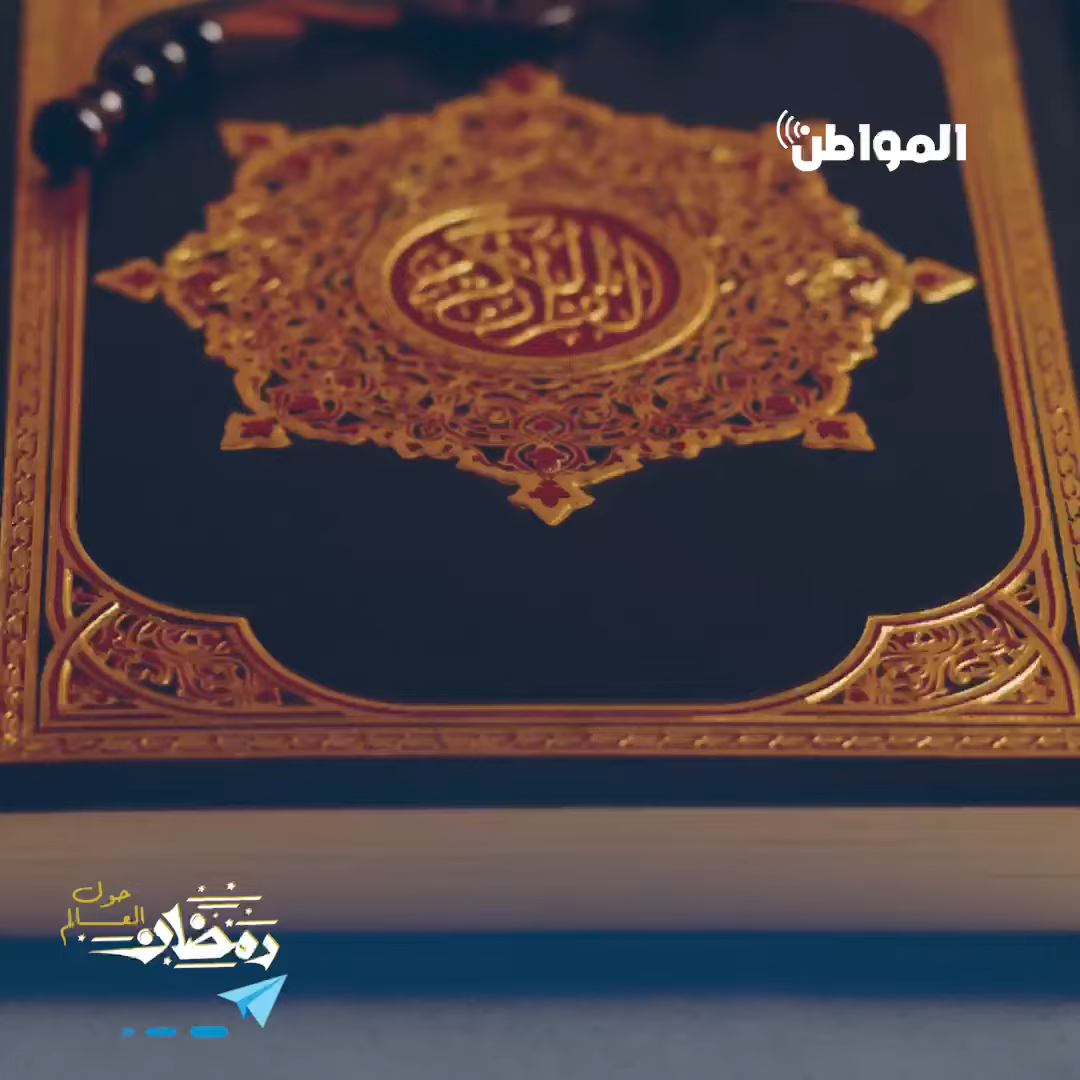 المواطن
القرآن الكريم
رمضان
حول
العالم